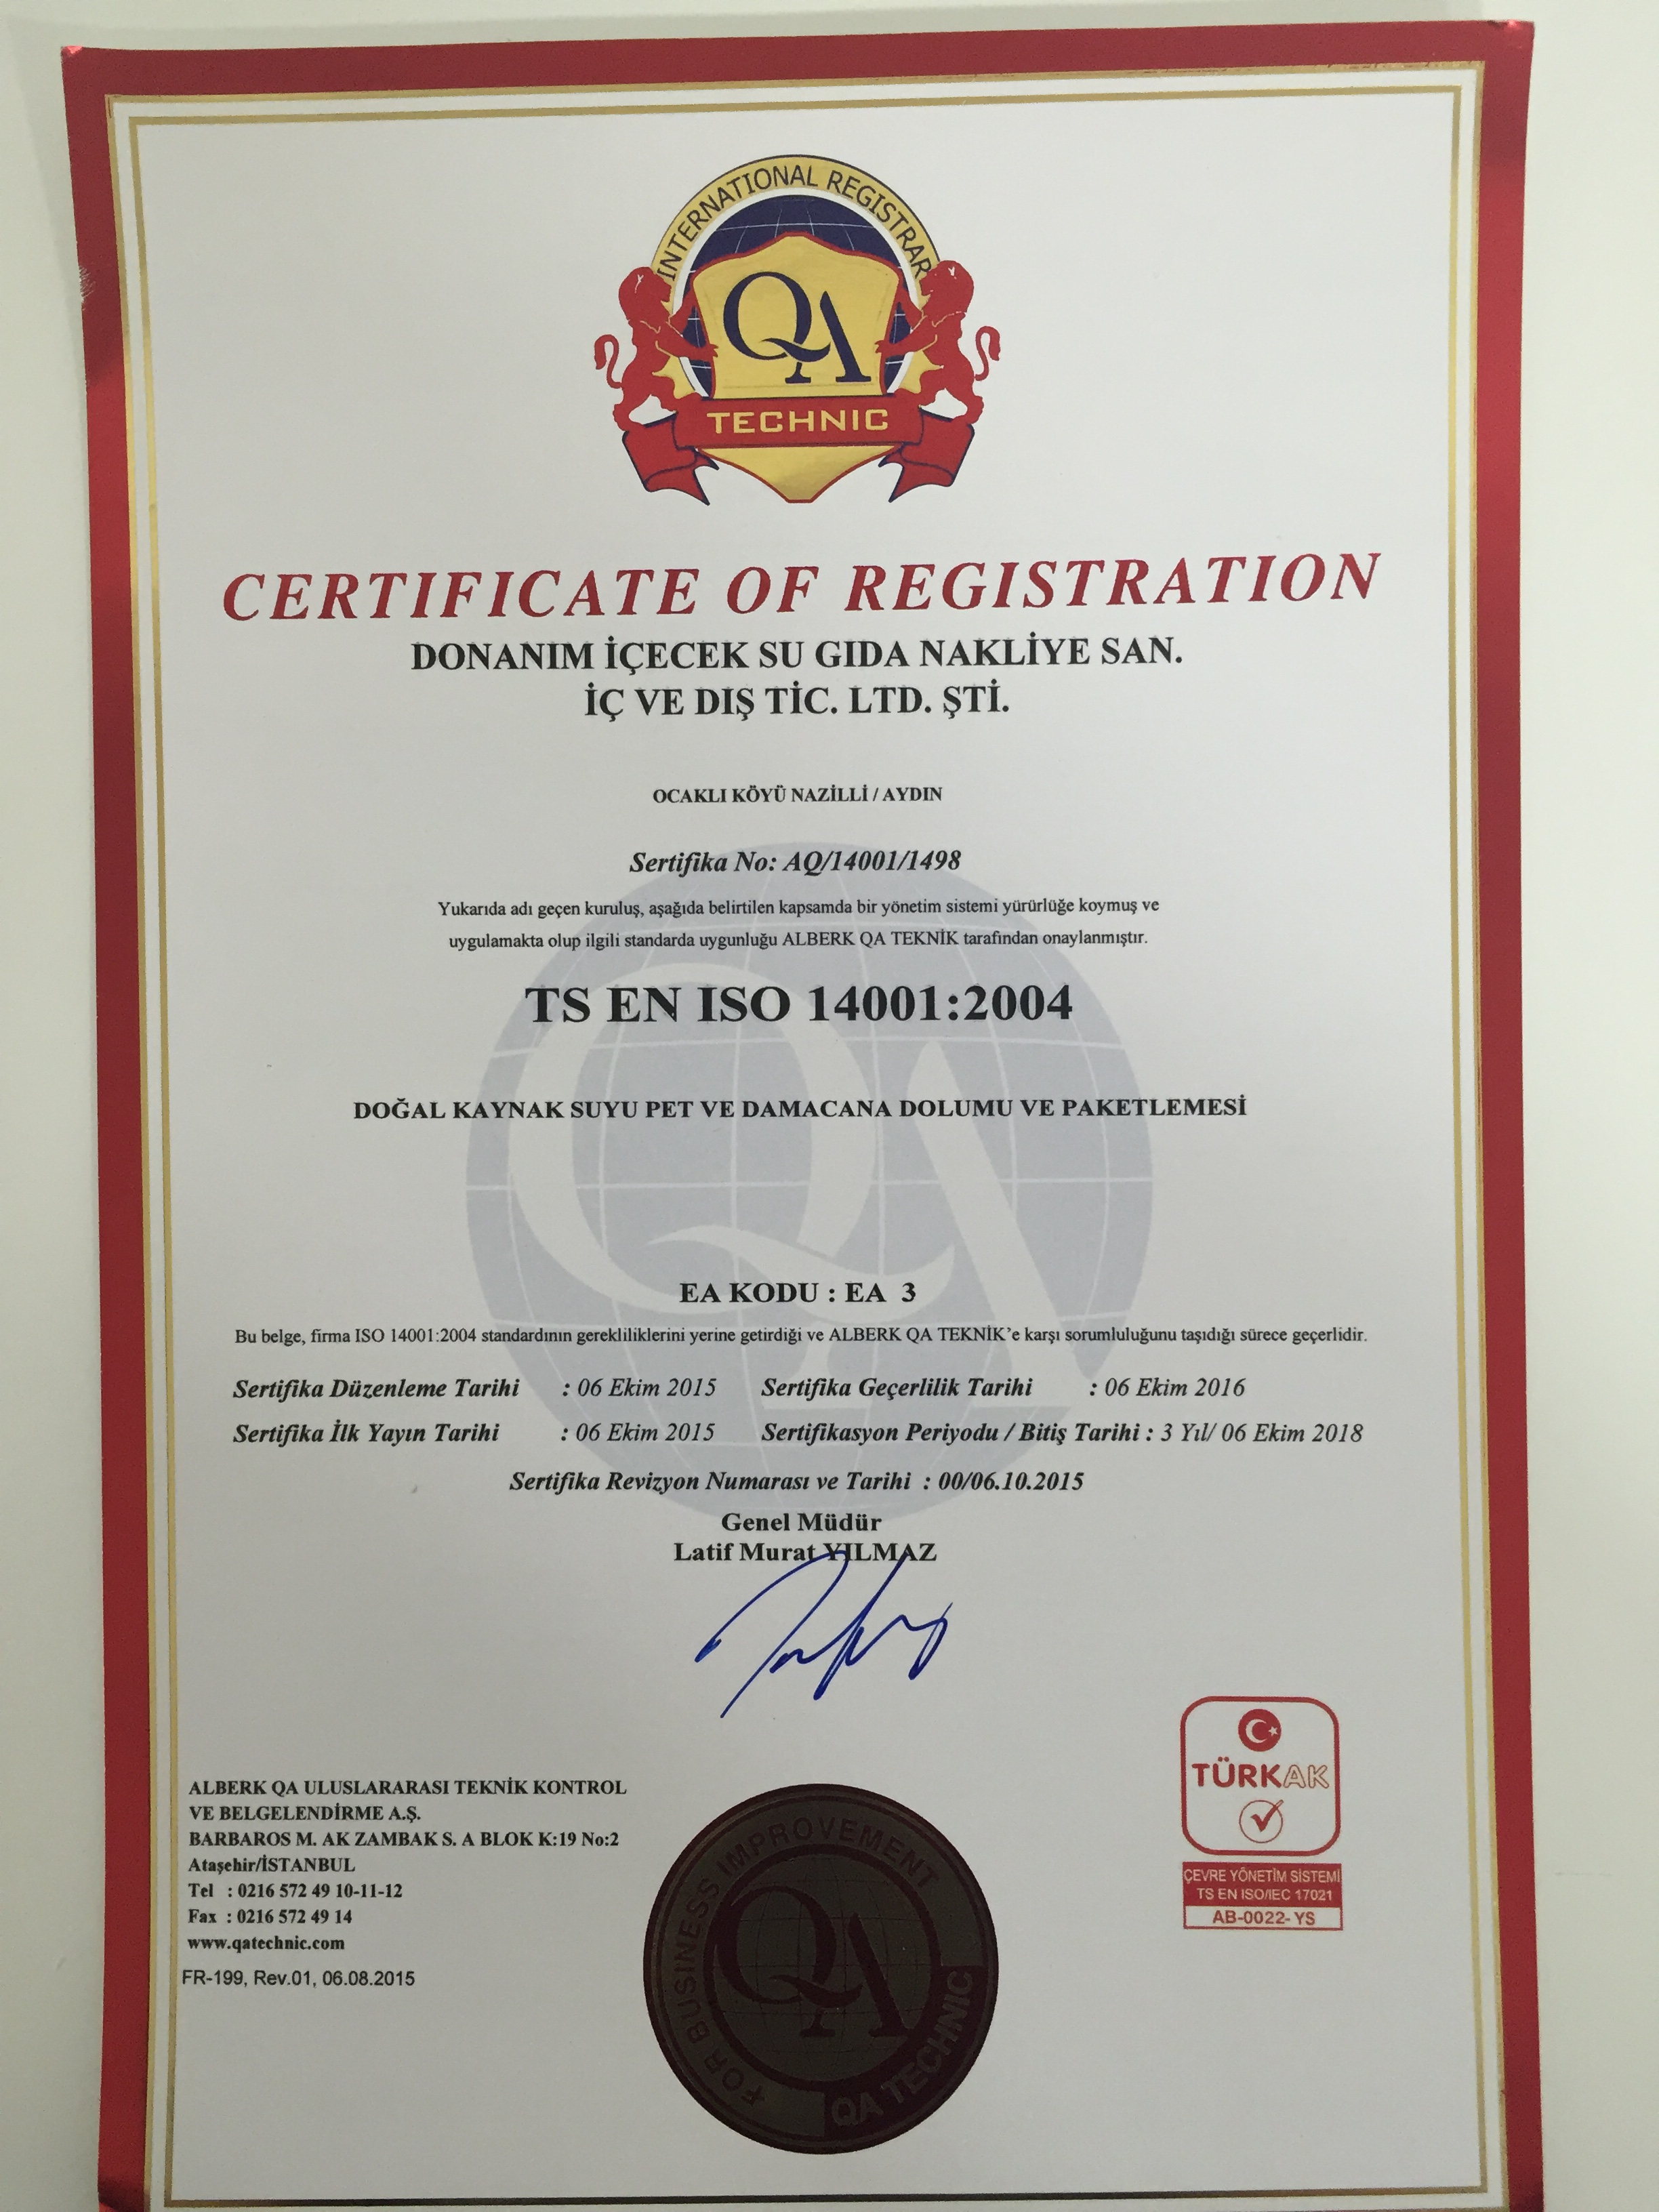 INTERNATIONAL REGISTRAR
QA
TECHNIC
CERTIFICATE OF REGISTRATION
DONANIM İÇECEK SU GIDA NAKLİYE SAN.
İÇ VE DIŞ TİC. LTD. ŞTİ.
OCAKLI KÖYÜ NAZİLLİ / AYDIN
Sertifika No: AQ/14001/1498
Yukarıda adı geçen kuruluş, aşağıda belirtilen kapsamda bir yönetim sistemi yürürlüğe koymuş ve
uygulamakta olup ilgili standarda uygunluğu ALBERK QA TEKNİK tarafından onaylanmıştır.
TS EN ISO 14001:2004
DOĞAL KAYNAK SUYU PET VE DAMACANA DOLUMU VE PAKETLEMESİ
QA
EA KODU : EA 3
Bu belge, firma ISO 14001:2004 standardının gerekliliklerini yerine getirdiği ve ALBERK QA TEKNİK'e karşı sorumluluğunu taşıdığı sürece geçerlidir.
Sertifika Düzenleme Tarihi : 06 Ekim 2015 Sertifika Geçerlilik Tarihi : 06 Ekim 2016
Sertifika İlk Yayın Tarihi : 06 Ekim 2015 Sertifikasyon Periyodu / Bitiş Tarihi : 3 Yıl/ 06 Ekim 2018
Sertifika Revizyon Numarası ve Tarihi : 00/06.10.2015
Genel Müdür
Latif Murat YILMAZ
ALBERK QA ULUSLARARASI TEKNİK KONTROL
VE BELGELENDİRME A.Ş.
BARBAROS M. AK ZAMBAK S. A BLOK K:19 No:2
Ataşehir/İSTANBUL
Tel : 0216 572 49 10-11-12
Fax : 0216 572 49 14
www.qatechnic.com
FR-199, Rev.01, 06.08.2015
FOR BUSINESS IMPROVEMENT
QA
QA TECHNIC
TÜRKAK
ÇEVRE YÖNETİM SİSTEMİ
TS EN ISO/IEC 17021
AB-0022-YS